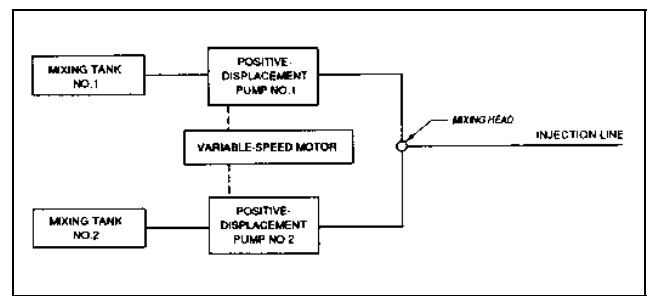 MIXING TANK
NO.1
POSITIVE-
DISPLACEMENT
PUMP NO.1
MIXING HEAD
INJECTION LINE
VARIABLE-SPEED MOTOR
MIXING TANK
NO.2
POSITIVE-
DISPLACEMENT
PUMP NO 2